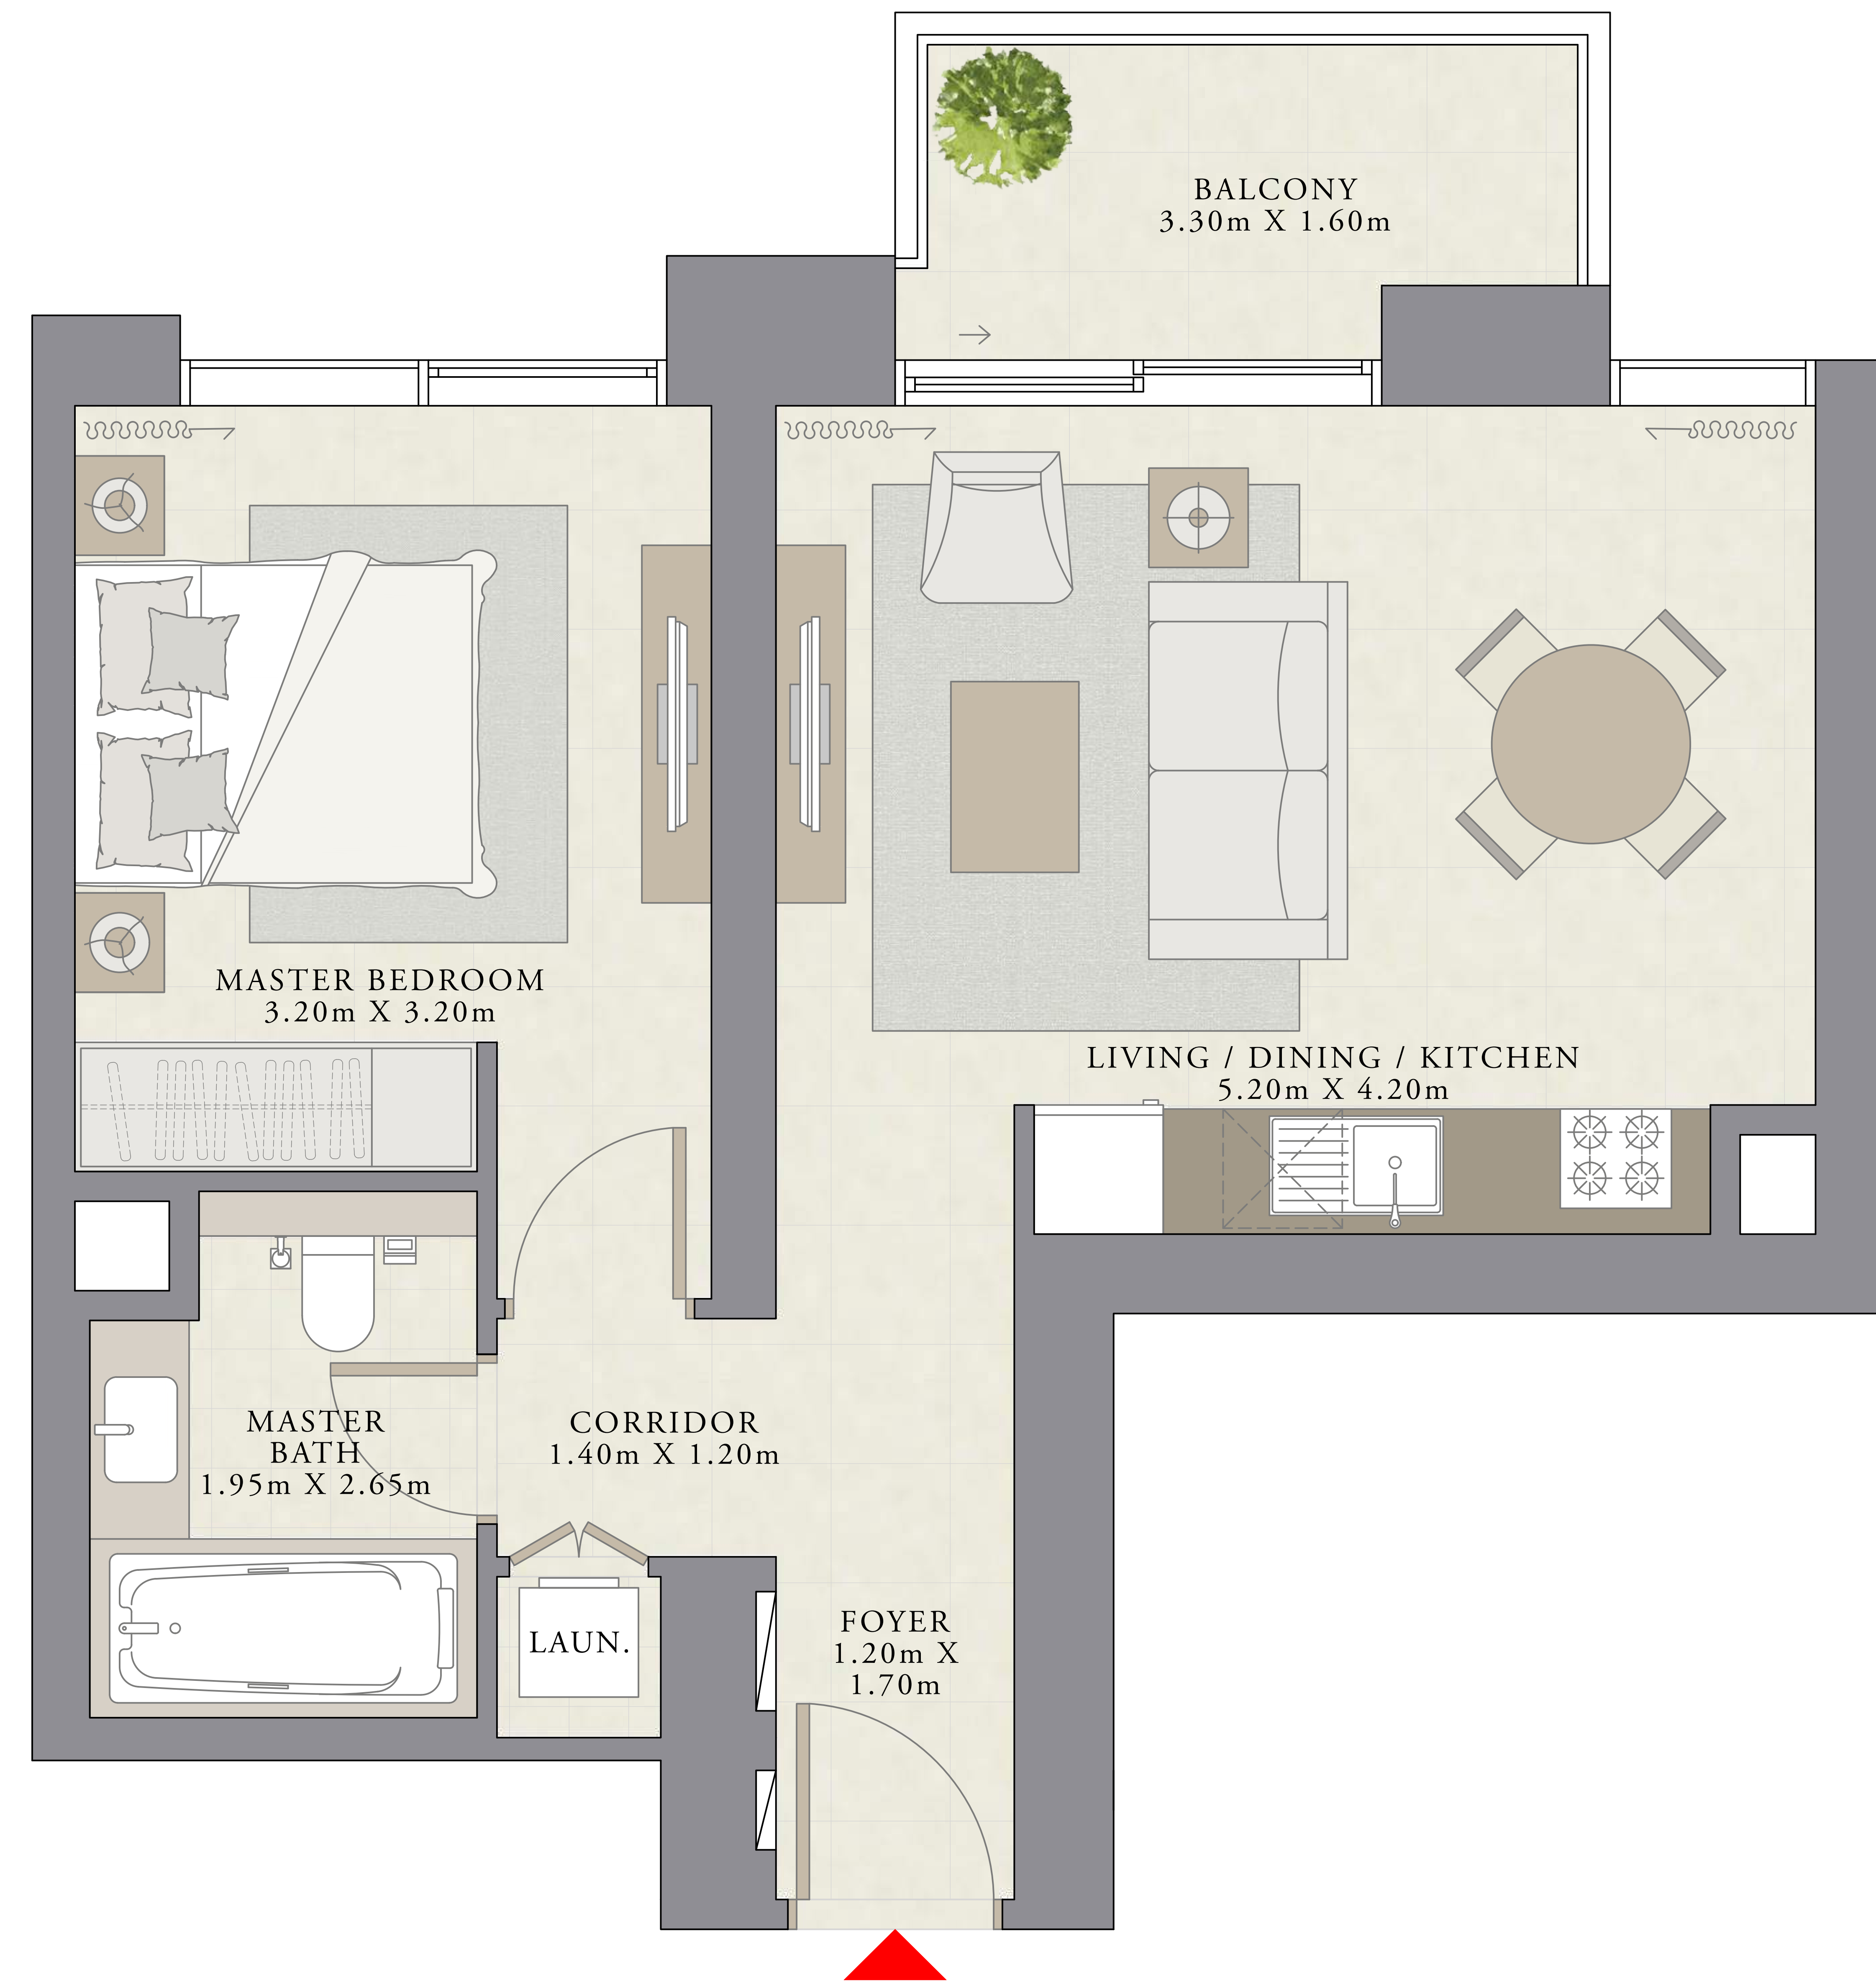 BALCONY
3.30m X 1.60m
MASTER BEDROOM
3.20m X 3.20m
LIVING / DINING / KITCHEN
5.20m X 4.20m
MASTER
BATH
1.95m X 2.65m
CORRIDOR
1.40m X 1.20m
LAUN.
FOYER
1.20m X
1.70m